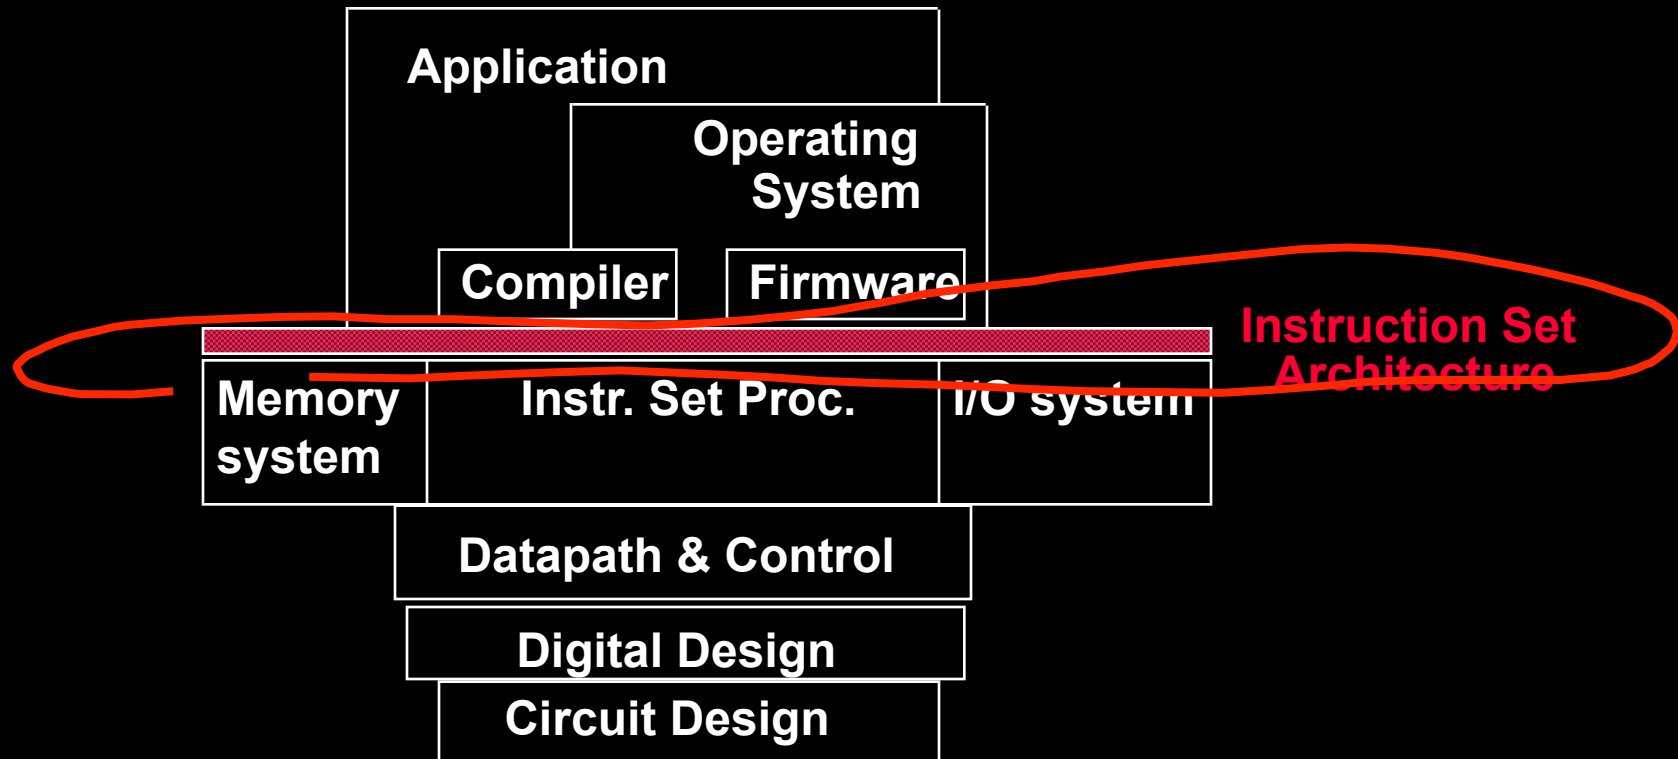 Application
Operating
System
Compiler
Firmware
Instruction Set
Architecture
Memory
system
Instr. Set Proc.
I/O system
Datapath & Control
Digital Design
Circuit Design